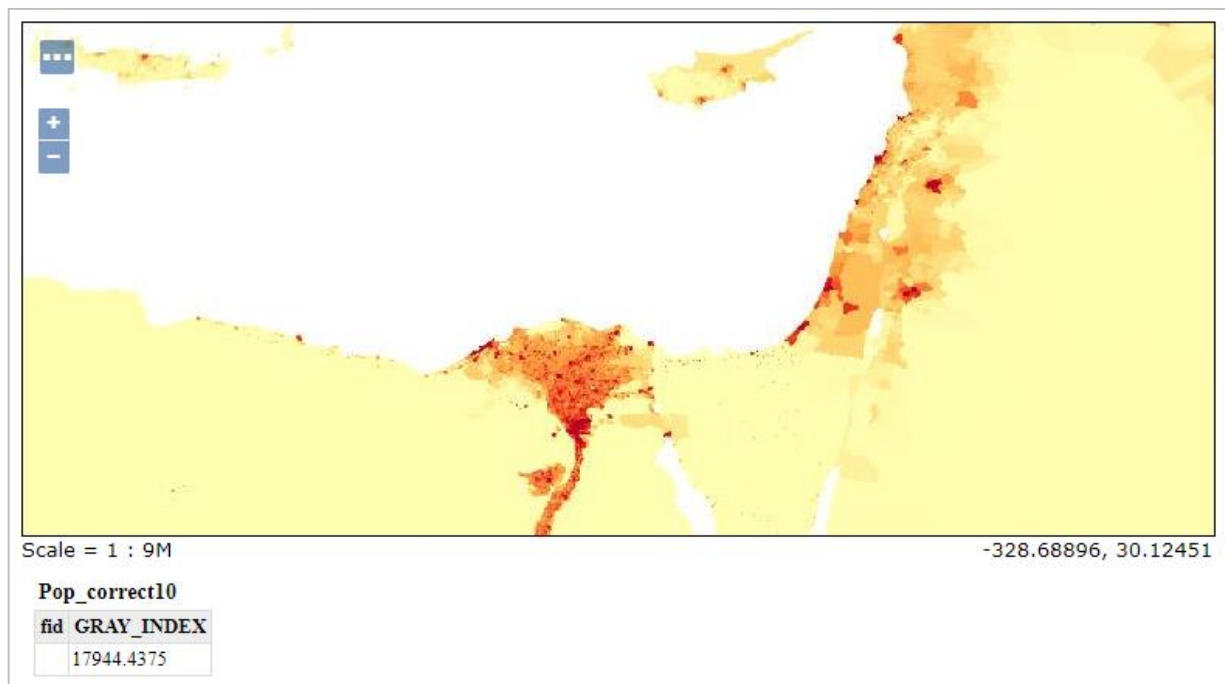 ...
+
−
Scale = 1 : 9M
-328.68896, 30.12451
Pop_correct10
fid GRAY_INDEX
17944.4375